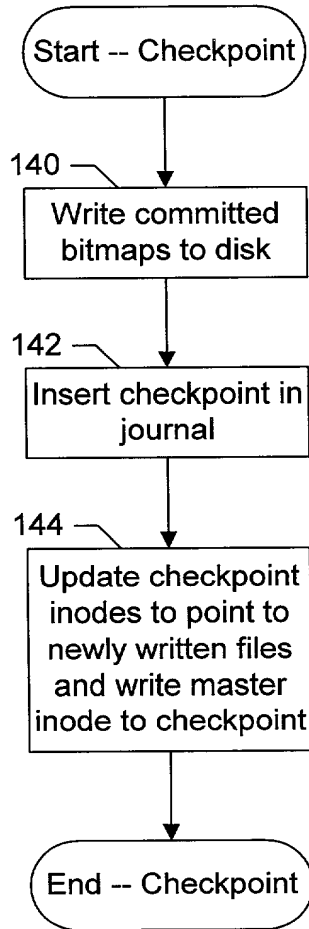 Start -- Checkpoint
140
Write committed
bitmaps to disk
142
Insert checkpoint in
journal
144
Update checkpoint
inodes to point to
newly written files
and write master
inode to checkpoint
End -- Checkpoint